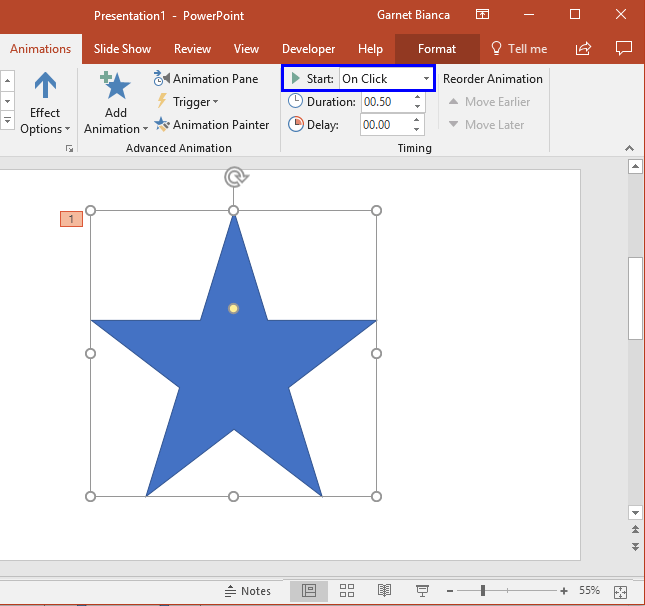 Presentation1 - PowerPoint
Garnet Bianca
Animations Slide Show Review View Developer Help Format Tell me
Effect
Options
Add
Animation
Animation Pane
Trigger
Animation Painter
Advanced Animation
Start: On Click
Duration: 00.50
Delay: 00.00
Timing
Reorder Animation
Move Earlier
Move Later
1
Notes
55%